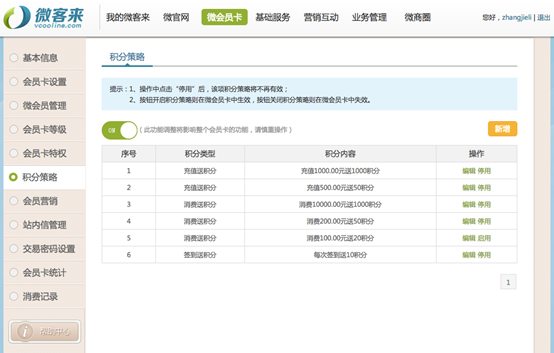 微客来
vcooline.com
我的微客来 微官网 微会员卡 基础服务 营销互动 业务管理 微商圈
您好，zhangjieli | 退出
基本信息
会员卡设置
微会员管理
会员卡等级
会员卡特权
积分策略
会员营销
站内信管理
交易密码设置
会员卡统计
消费记录
帮助中心
积分策略
提示：1、操作中点击“停用”后，该项积分策略将不再有效；
2、按钮开启积分策略则在微会员卡中生效，按钮关闭积分策略则在微会员卡中失效。
ON （此功能调整将影响整个会员卡的功能，请慎重操作）
新增
序号 积分类型 积分内容 操作
1 充值送积分 充值1000.00元送1000积分 编辑 停用
2 充值送积分 充值500.00元送50积分 编辑 停用
3 消费送积分 消费10000.00元送1000积分 编辑 停用
4 消费送积分 消费200.00元送50积分 编辑 停用
5 消费送积分 消费100.00元送20积分 编辑 启用
6 签到送积分 每次签到送10积分 编辑 停用
1